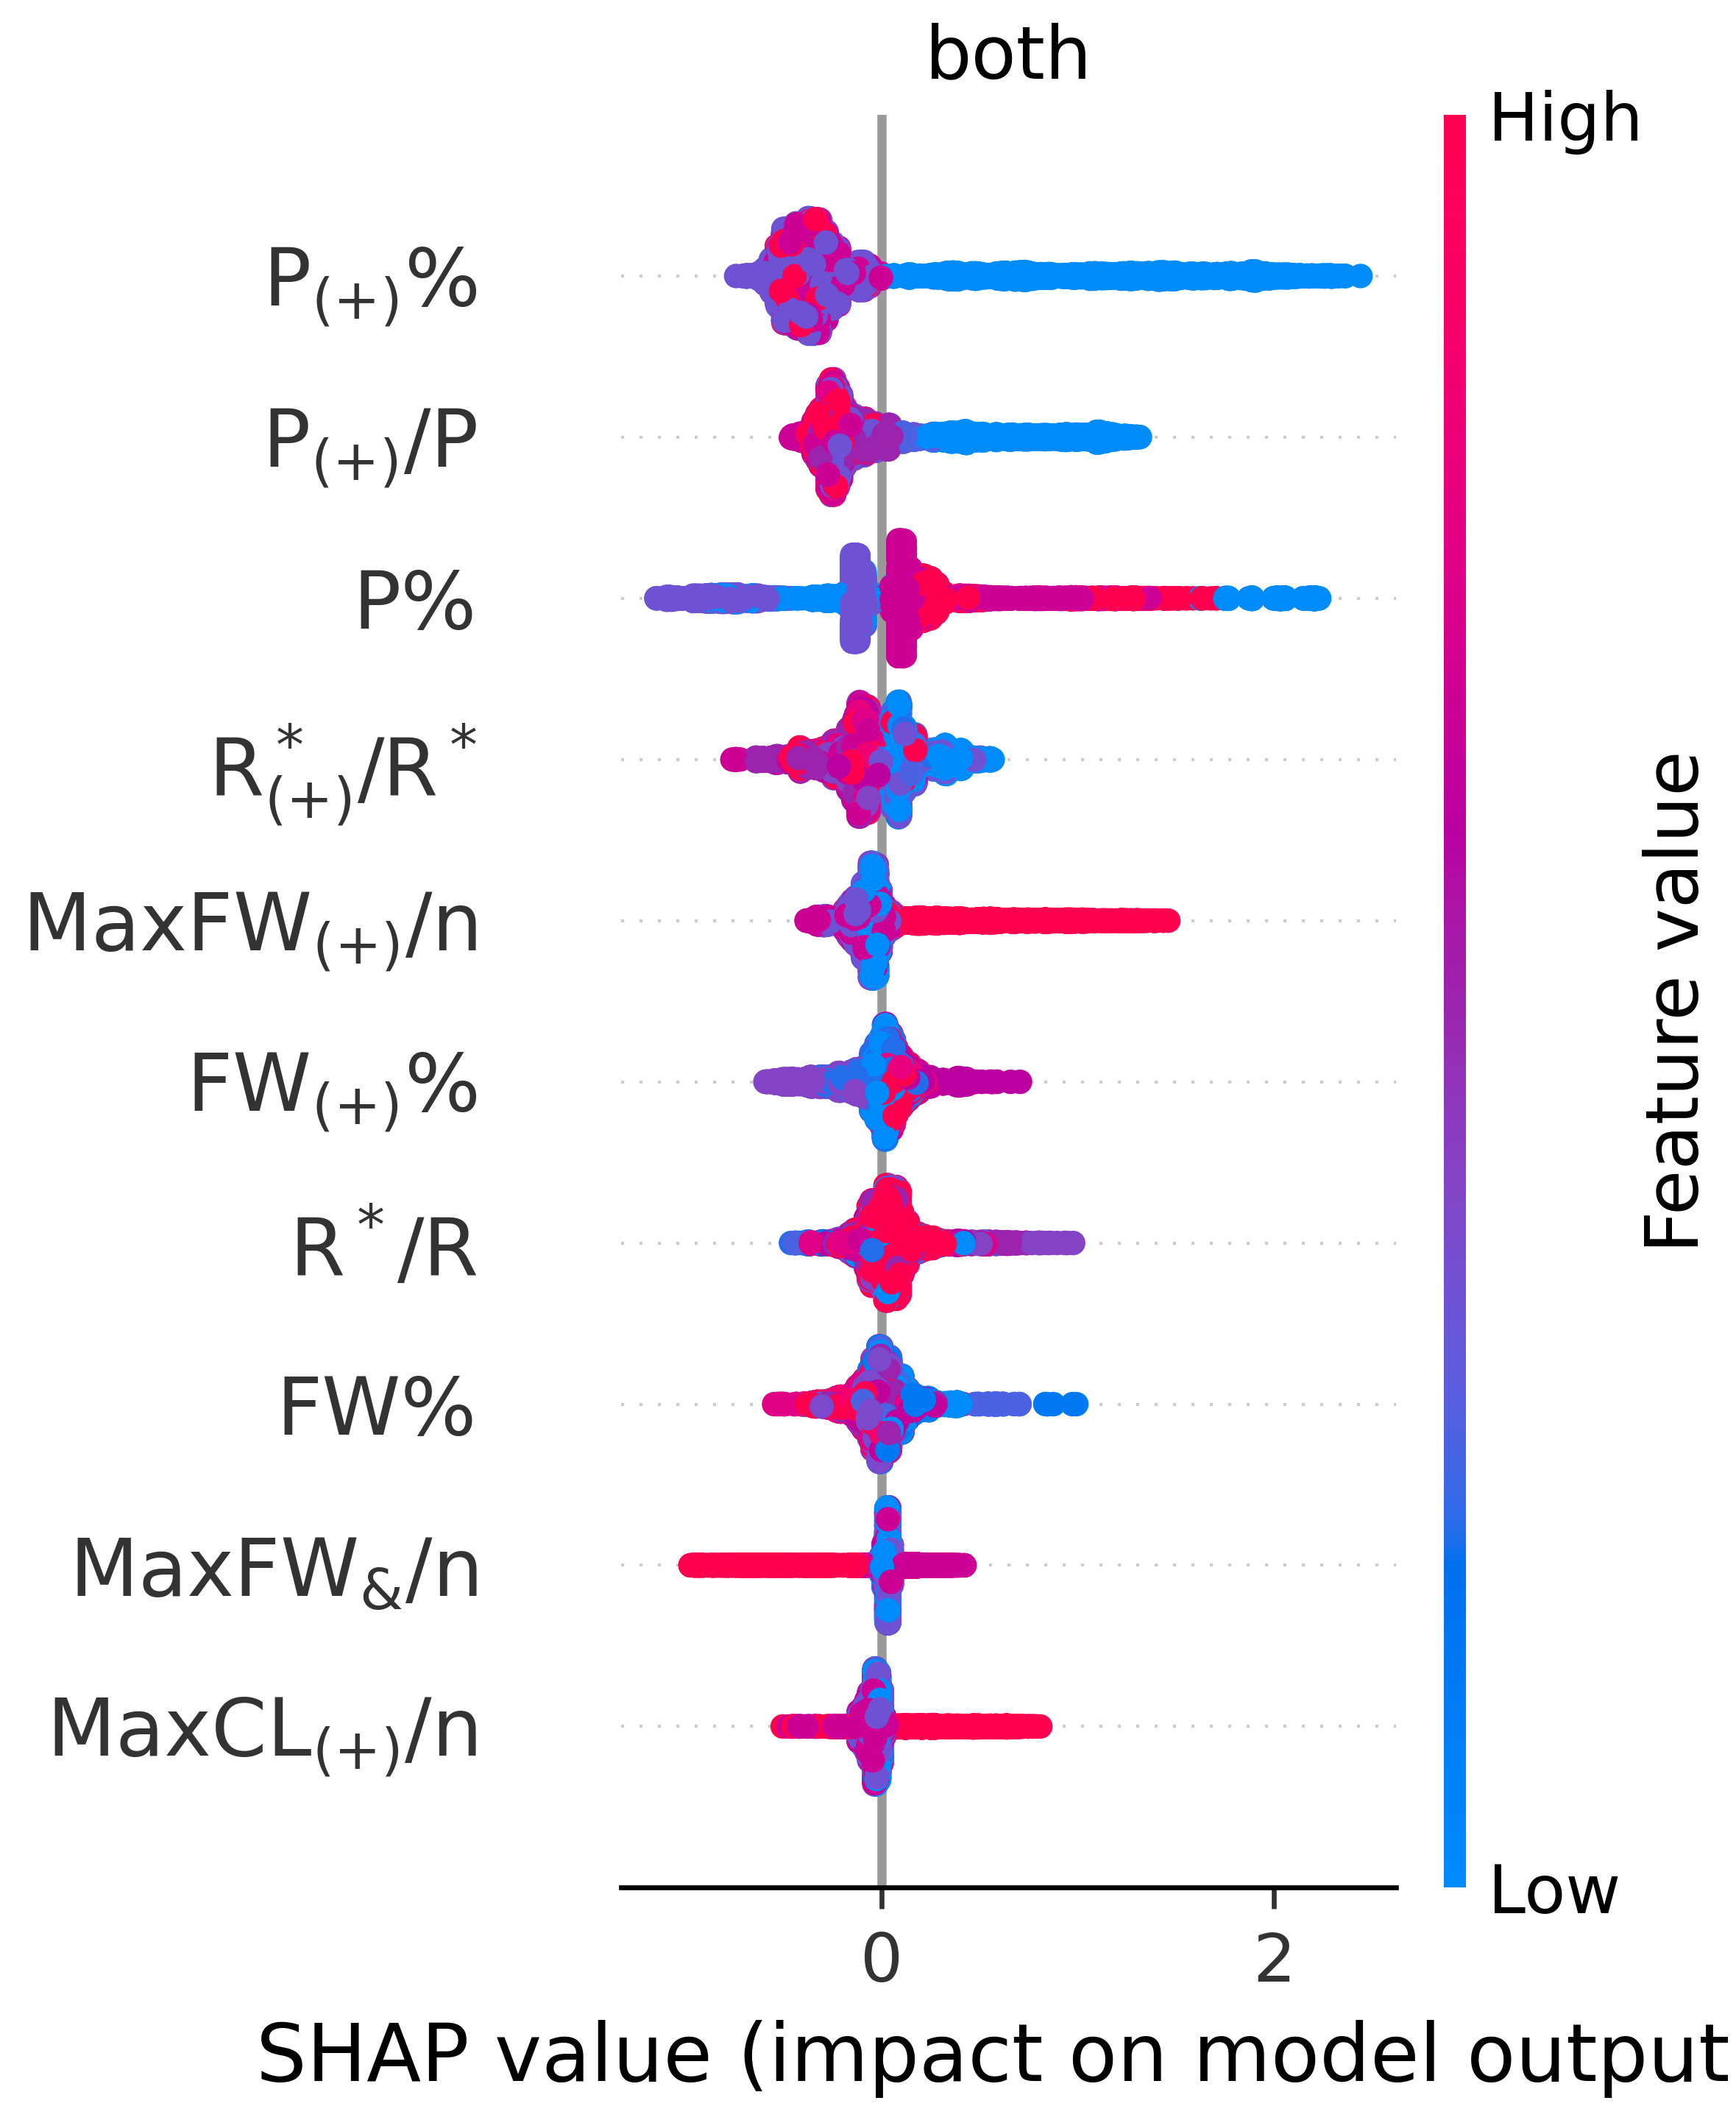 both
High
P(+)%
P(+)/P
P%
R*(+)/R*
MaxFW(+)/n
FW(+)%
R*/R
FW%
MaxFW&/n
MaxCL(+)/n
Feature value
Low
0 2
SHAP value (impact on model output